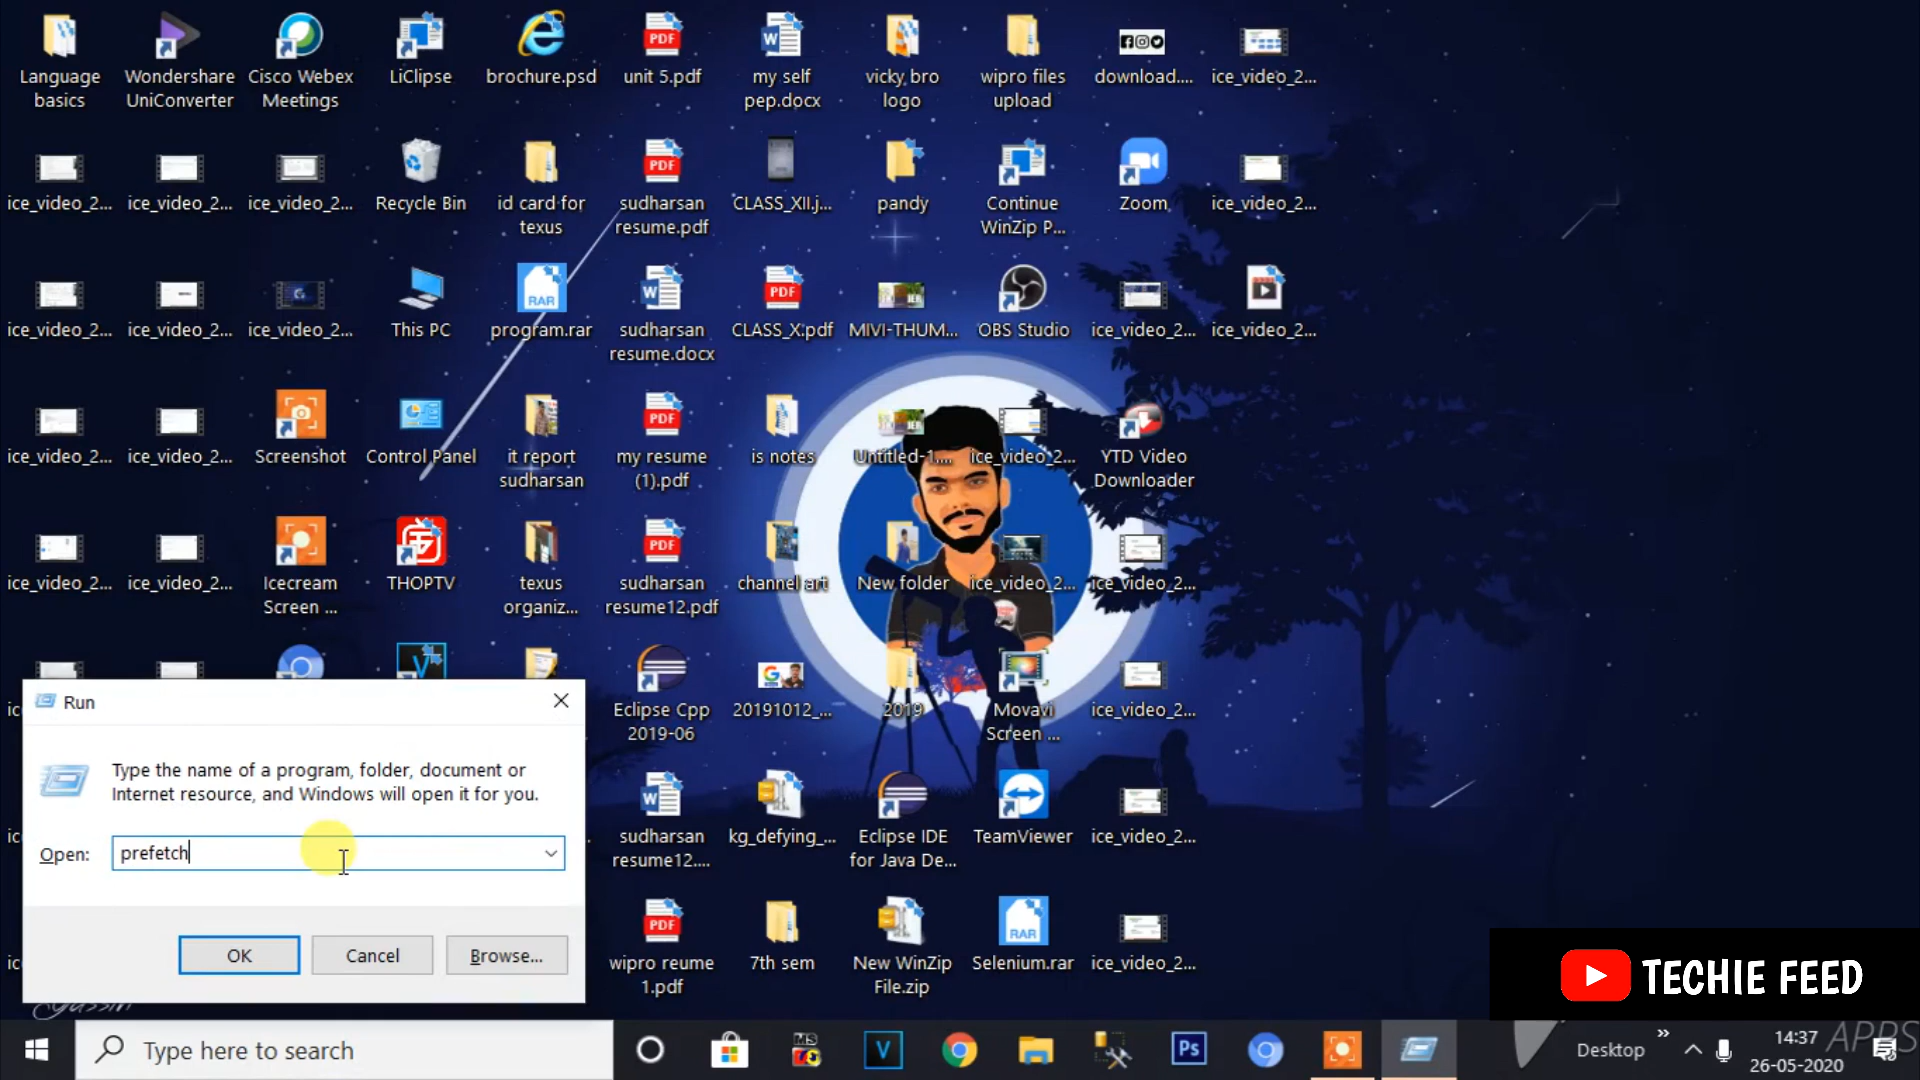 Language basics
Wondershare UniConverter
Cisco Webex Meetings
LiClipse
brochure.psd
unit 5.pdf
my self pep.docx
vicky bro logo
wipro files upload
download....
ice_video_2...
ice_video_2...
ice_video_2...
ice_video_2...
Recycle Bin
id card for texus
sudharsan resume.pdf
CLASS_XII.j...
pandy
Continue WinZip P...
Zoom
ice_video_2...
ice_video_2...
ice_video_2...
ice_video_2...
This PC
program.rar
sudharsan resume.docx
CLASS_X.pdf
MIVI-THUM...
OBS Studio
ice_video_2...
ice_video_2...
ice_video_2...
ice_video_2...
Screenshot
Control Panel
it report sudharsan
my resume (1).pdf
is notes
Untitled-1....
ice_video_2...
YTD Video Downloader
ice_video_2...
ice_video_2...
Icecream Screen ...
THOPTV
texus organiz...
sudharsan resume12.pdf
channel art
New folder
ice_video_2...
ice_video_2...
Eclipse Cpp 2019-06
20191012_...
2019
Movavi Screen ...
ice_video_2...
sudharsan resume12....
kg_defying_...
Eclipse IDE for Java De...
TeamViewer
ice_video_2...
wipro reume 1.pdf
7th sem
New WinZip File.zip
Selenium.rar
ice_video_2...
Run
Type the name of a program, folder, document or
Internet resource, and Windows will open it for you.
Open: prefetch
OK Cancel Browse...
TECHIE FEED
Type here to search
Desktop
14:37
26-05-2020
APPS